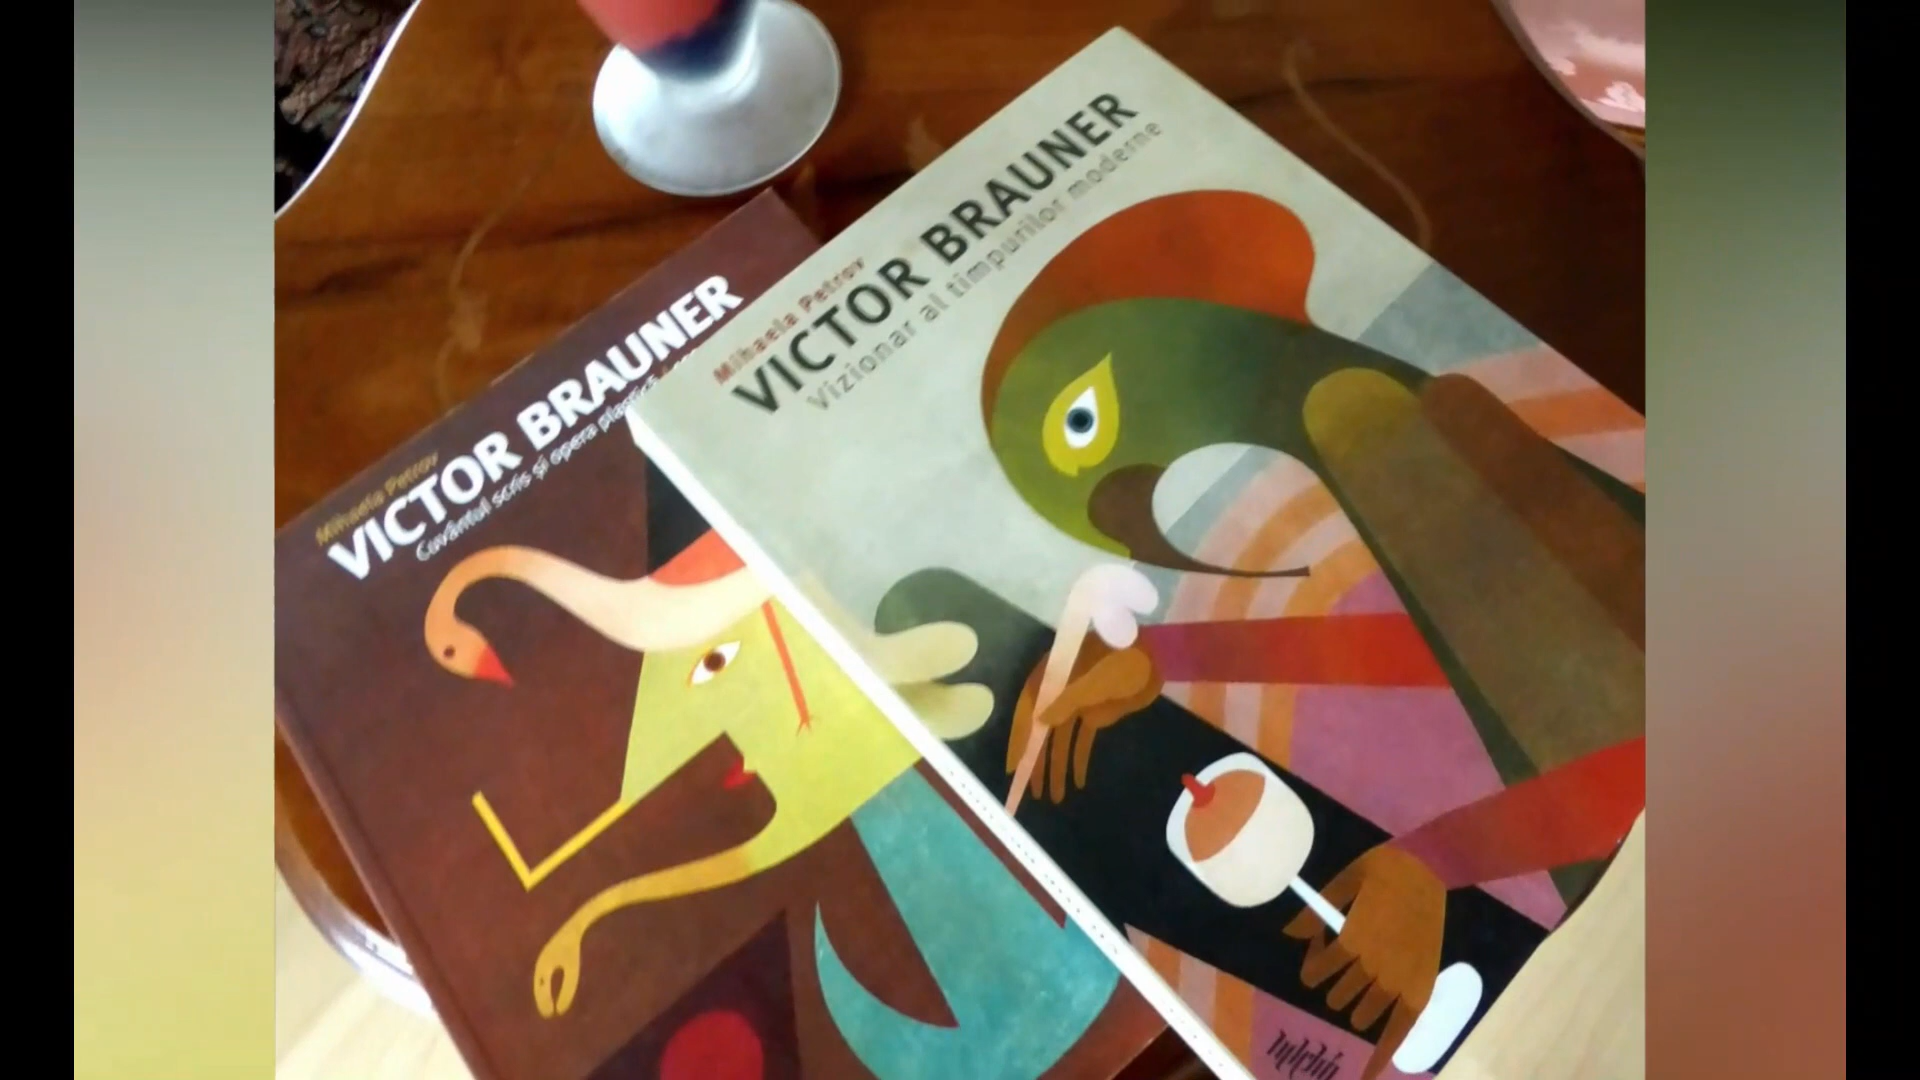 Mihaela Petrov
VICTOR BRAUNER
Cuvântul scris și opera plastică
Mihaela Petrov
VICTOR BRAUNER
Vizionar al timpurilor moderne